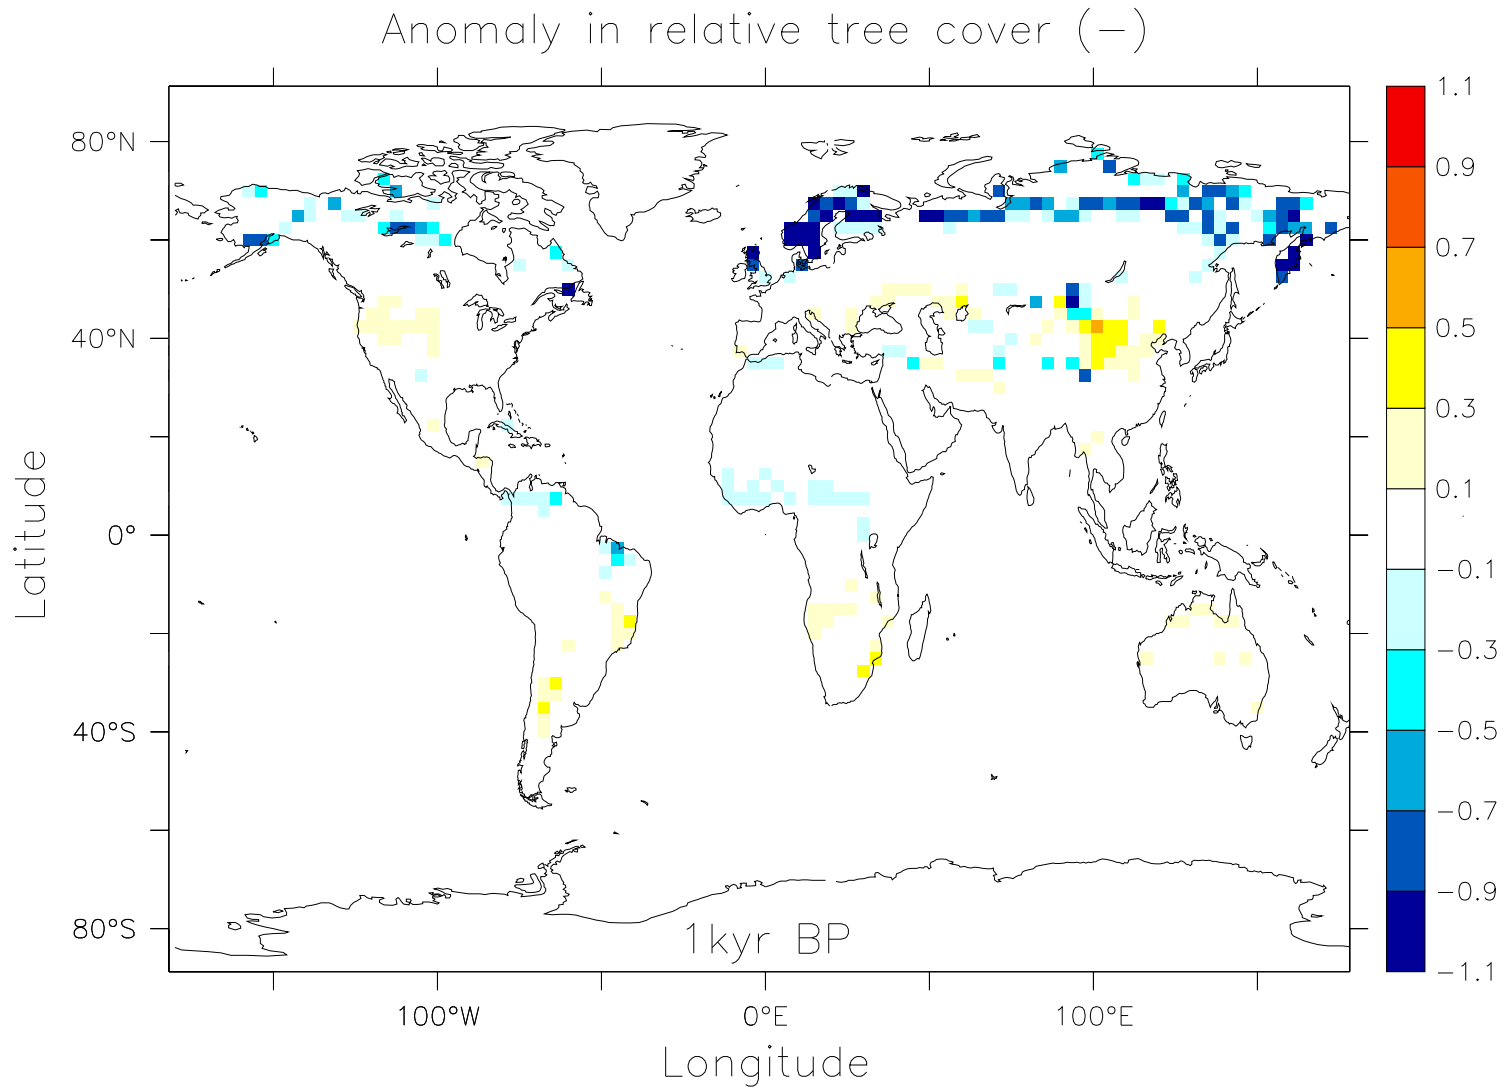 Anomaly in relative tree cover (−)
80°N
40°N
0°
40°S
80°S
Latitude
1kyr BP
100°W
0°E
100°E
Longitude
1.1
0.9
0.7
0.5
0.3
0.1
−0.1
−0.3
−0.5
−0.7
−0.9
−1.1